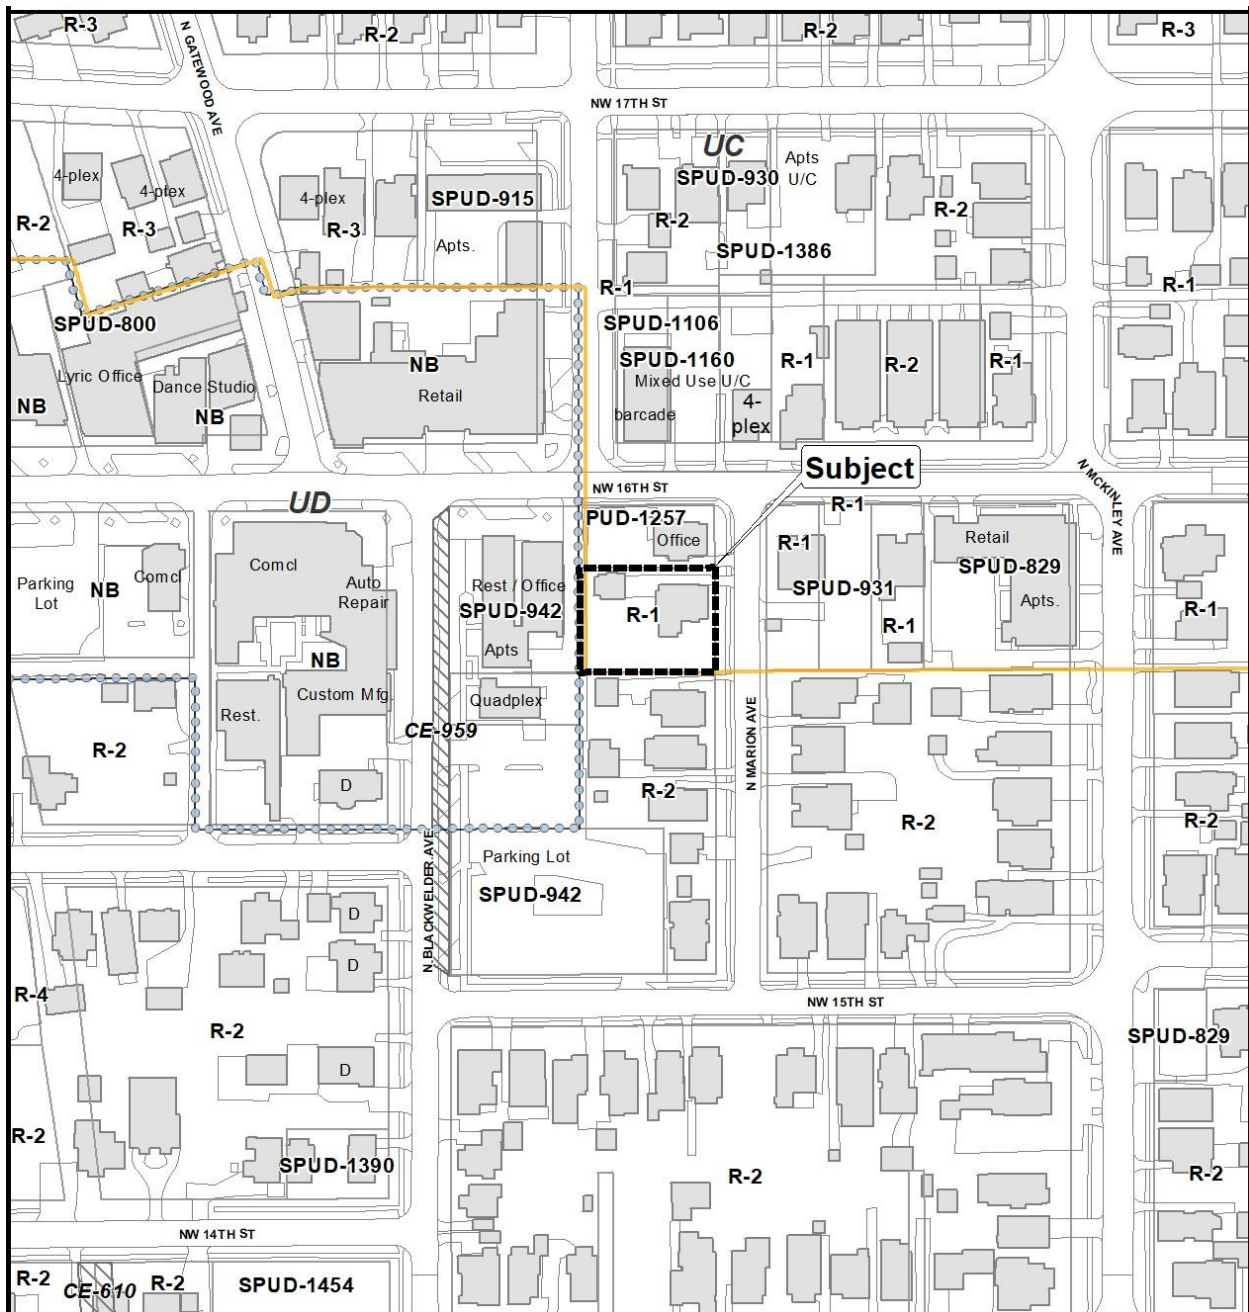 R-3
R-2
R-2
R-3
N GATEWOOD AVE
NW 17TH ST
UC
4-plex
4-plex
4-plex
SPUD-915
SPUD-930
Apts
U/C
R-2
R-3
R-3
R-2
R-2
Apts.
SPUD-1386
R-1
R-1
SPUD-800
SPUD-1106
Lyric Office
Dance Studio
NB
SPUD-1160
Mixed Use U/C
R-1
R-2
R-1
NB
NB
Retail
barcade
4-
plex
Subject
N MCKINLEY AVE
NW 16TH ST
UD
PUD-1257
Office
R-1
R-1
Retail
SPUD-829
Apts.
Parking
Lot
NB
Comcl
Comcl
Auto
Repair
Rest / Office
SPUD-942
Apts
R-1
SPUD-931
R-1
R-1
NB
Custom Mfg.
Rest.
Quadplex
CE-959
R-2
D
N MARION AVE
R-2
R-2
R-2
N. BLACKWELDER AVE
Parking Lot
SPUD-942
D
D
R-4
R-2
NW 15TH ST
SPUD-829
D
R-2
SPUD-1390
R-2
R-2
NW 14TH ST
R-2
CE-610
R-2
SPUD-1454